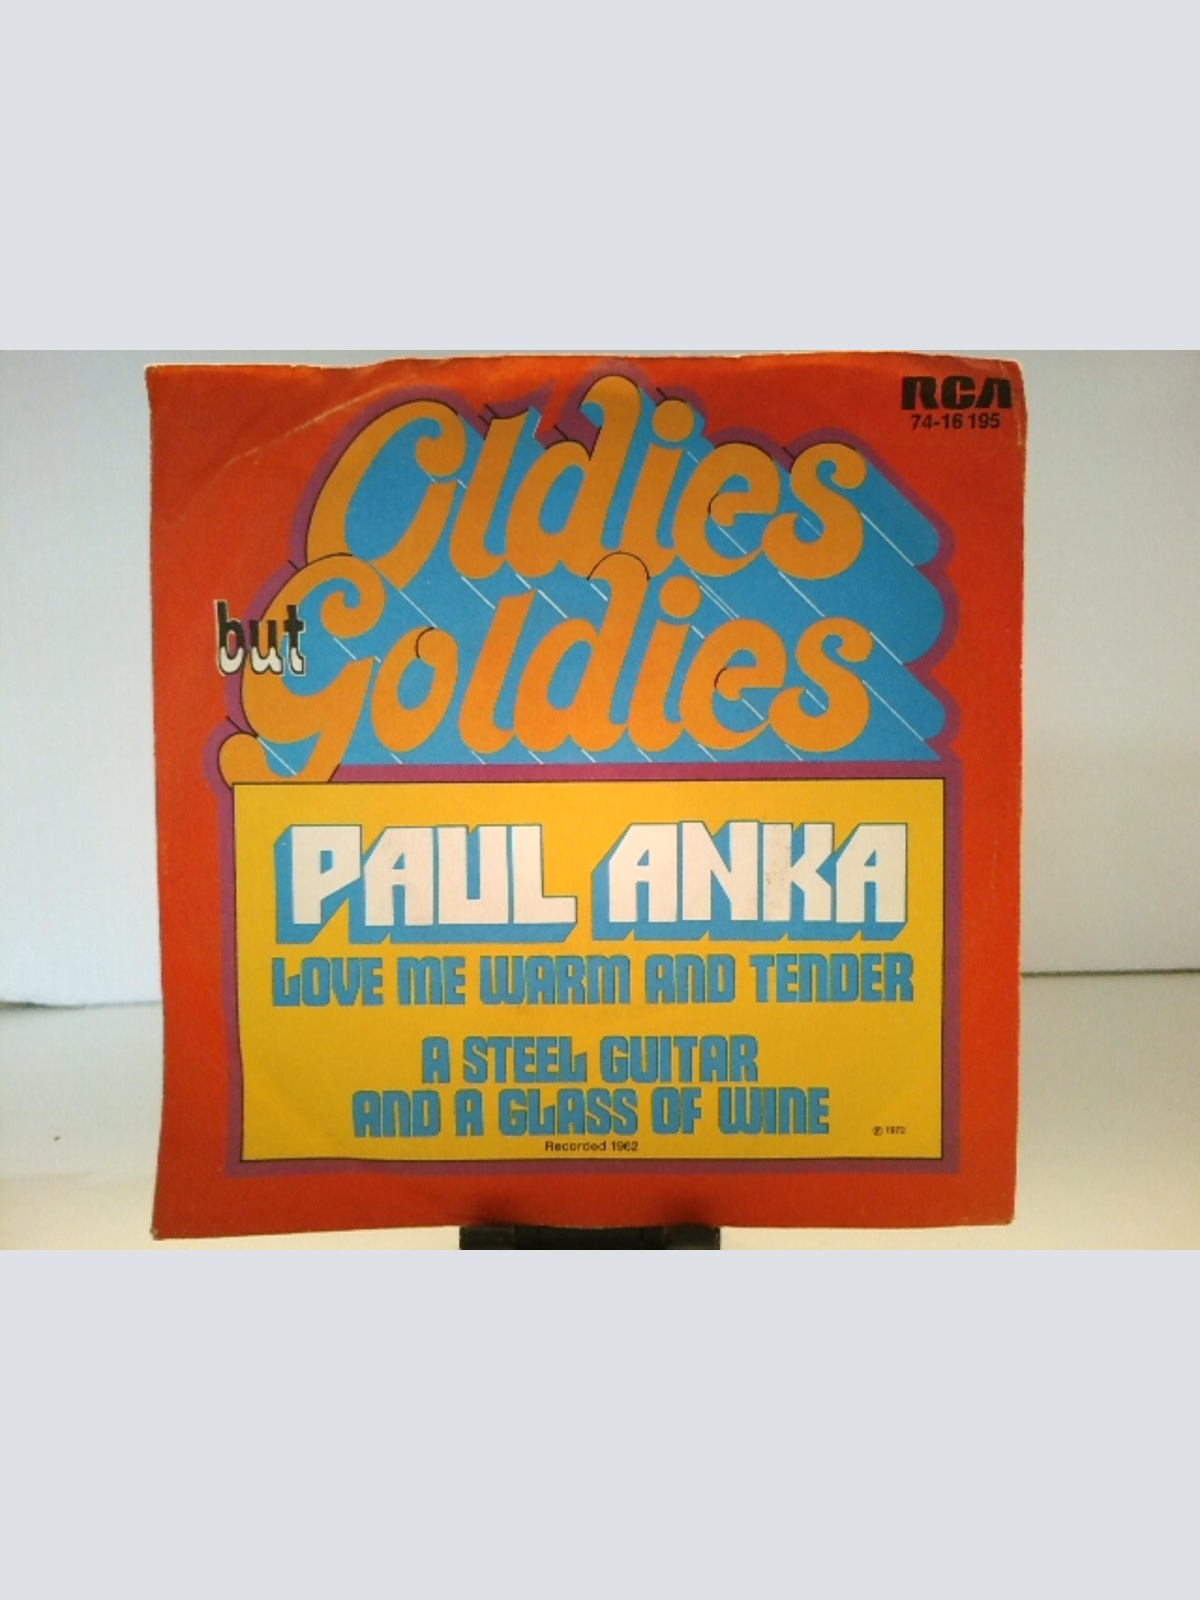 RCA
74-16 195
Oldies
but
Goldies
PAUL ANKA
LOVE ME WARM AND TENDER
A STEEL GUITAR
AND A GLASS OF WINE
Recorded 1962
℗ 1972